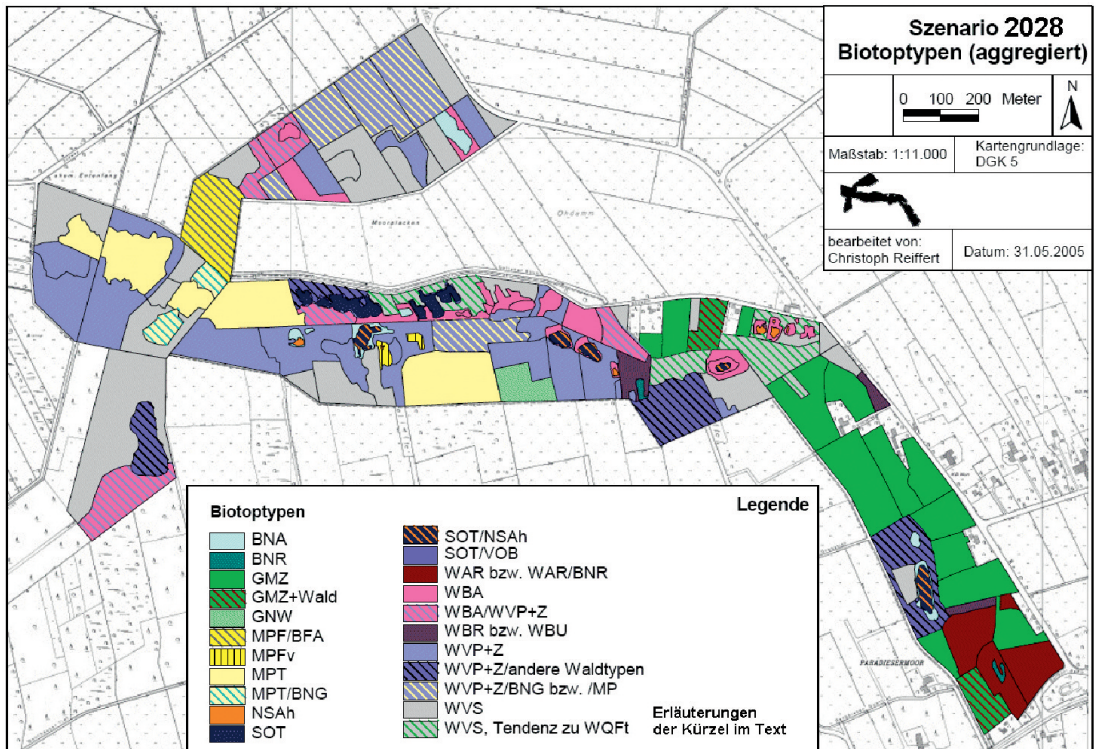 Szenario 2028
Biotoptypen (aggregiert)
0 100 200 Meter
N
Maßstab: 1:11.000
Kartengrundlage:
DGK 5
bearbeitet von:
Christoph Reiffert
Datum: 31.05.2005
Moorplacken
Ohdamm
PARADIESERMOOR
Legende
Biotoptypen
BNA
BNR
GMZ
GMZ+Wald
GNW
MPF/BFA
MPFv
MPT
MPT/BNG
NSAh
SOT
SOT/NSAh
SOT/VOB
WAR bzw. WAR/BNR
WBA
WBA/WVP+Z
WBR bzw. WBU
WVP+Z
WVP+Z/andere Waldtypen
WVP+Z/BNG bzw. /MP
WVS
WVS, Tendenz zu WQFt
Erläuterungen
der Kürzel im Text